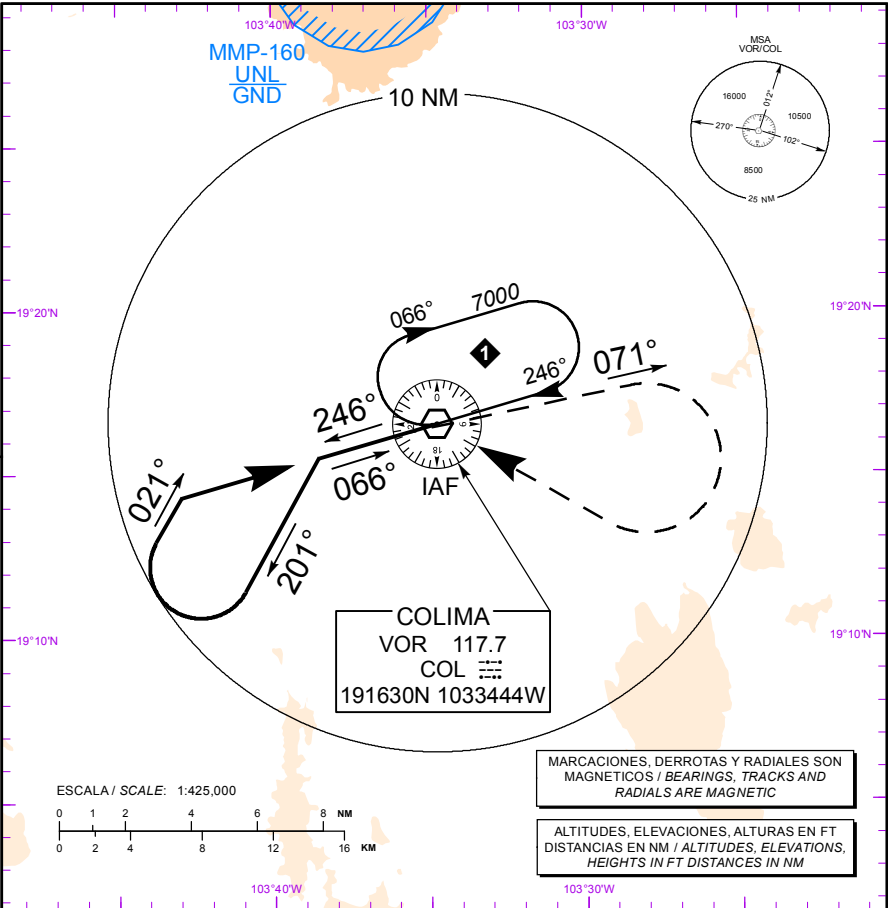 103°40'W
103°30'W
MMP-160
UNL
GND
10 NM
MSA
VOR/COL
16000
012°
10500
270°
102°
8500
25 NM
19°20'N
19°20'N
066°
7000
1
246°
071°
246°
066°
0
9
18
IAF
021°
201°
19°10'N
19°10'N
COLIMA
VOR 117.7
COL
191630N 1033444W
MARCACIONES, DERROTAS Y RADIALES SON
MAGNETICOS / BEARINGS, TRACKS AND
RADIALS ARE MAGNETIC
ESCALA / SCALE: 1:425,000
0 1 2 4 6 8 NM
0 2 4 8 12 16 KM
ALTITUDES, ELEVACIONES, ALTURAS EN FT
DISTANCIAS EN NM / ALTITUDES, ELEVATIONS,
HEIGHTS IN FT DISTANCES IN NM
103°40'W
103°30'W